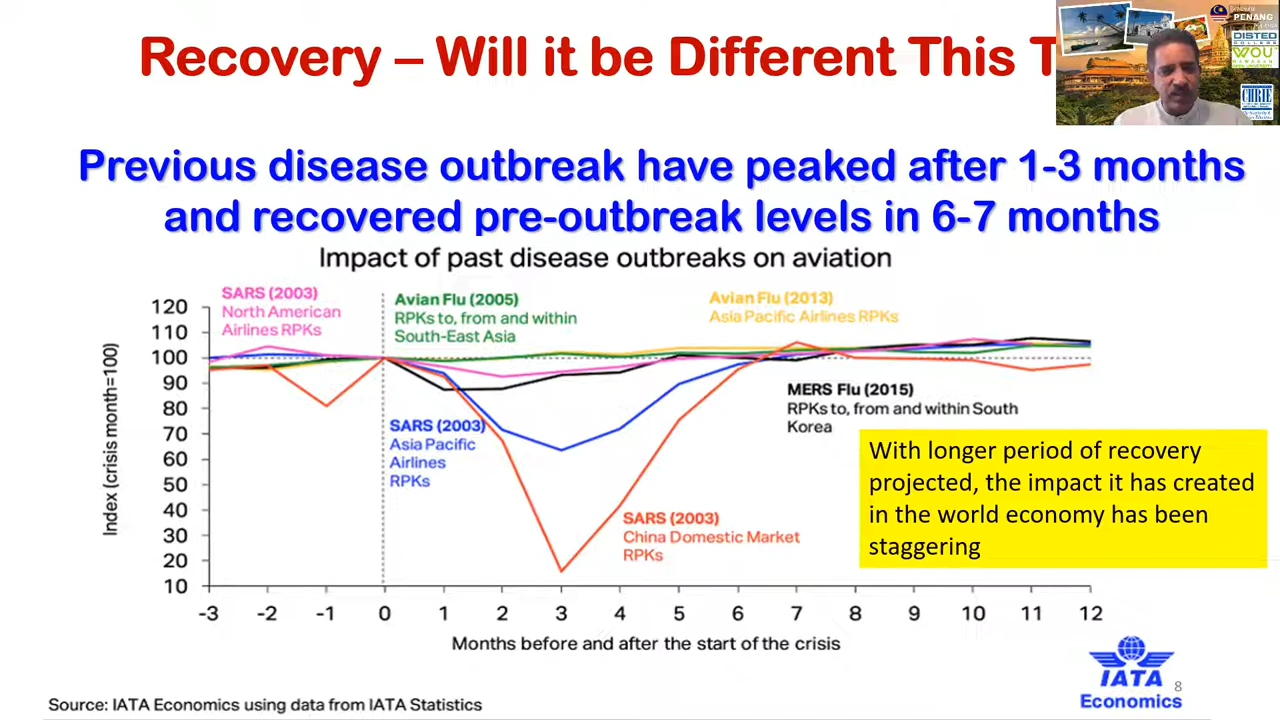 Recovery – Will it be Different This T
PENANG
DISTED
COLLEGE
WOU
CHRIE
Previous disease outbreak have peaked after 1-3 months
and recovered pre-outbreak levels in 6-7 months
Impact of past disease outbreaks on aviation
SARS (2003)
North American
Airlines RPKs
Avian Flu (2005)
RPKs to, from and within
South-East Asia
Avian Flu (2013)
Asia Pacific Airlines RPKs
Index (crisis month=100)
120
110
100
90
80
70
60
50
40
30
20
10
SARS (2003)
Asia Pacific
Airlines
RPKs
MERS Flu (2015)
RPKs to, from and within South
Korea
SARS (2003)
China Domestic Market
RPKs
With longer period of recovery
projected, the impact it has created
in the world economy has been
staggering
-3 -2 -1 0 1 2 3 4 5 6 7 8 9 10 11 12
Months before and after the start of the crisis
IATA
Economics
8
Source: IATA Economics using data from IATA Statistics